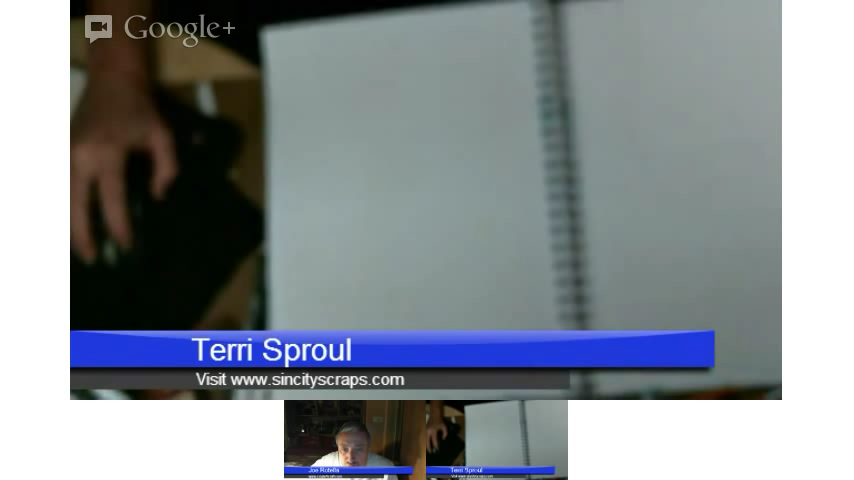 Google+
Terri Sproul
Visit www.sincityscraps.com
Joe Rotella
Terri Sproul